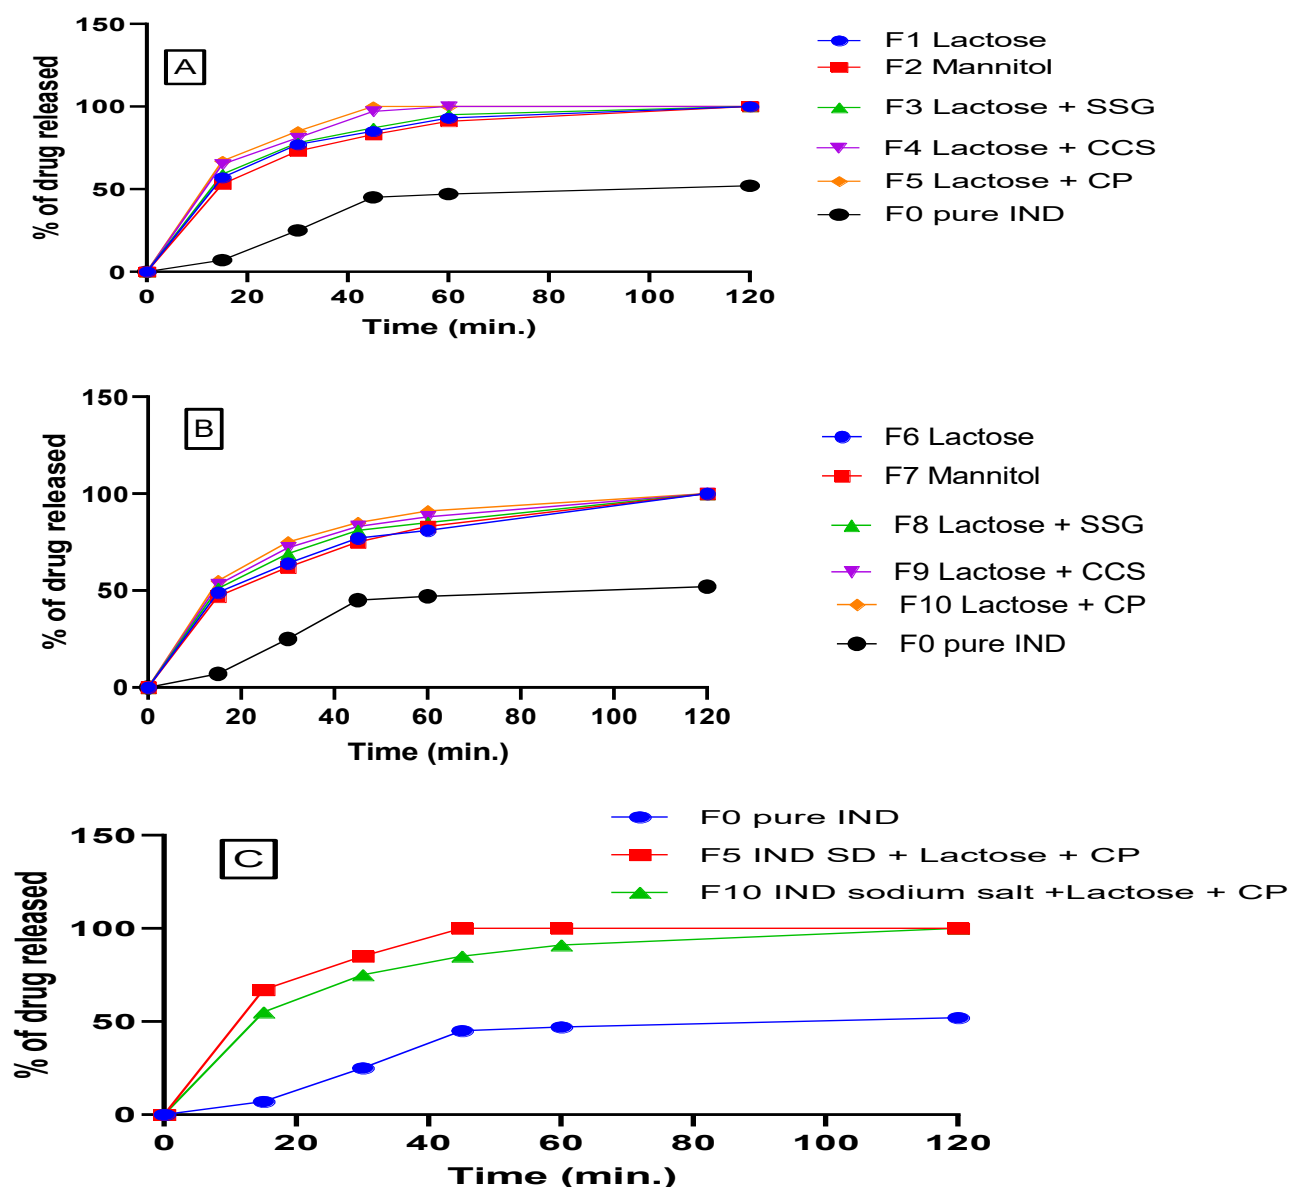 150
100
50
0
% of drug released
A
0 20 40 60 80 100 120
Time (min.)
F1 Lactose
F2 Mannitol
F3 Lactose + SSG
F4 Lactose + CCS
F5 Lactose + CP
F0 pure IND
150
100
50
0
% of drug released
B
0 20 40 60 80 100 120
Time (min.)
F6 Lactose
F7 Mannitol
F8 Lactose + SSG
F9 Lactose + CCS
F10 Lactose + CP
F0 pure IND
150
100
50
0
% of drug released
C
0 20 40 60 80 100 120
Time (min.)
F0 pure IND
F5 IND SD + Lactose + CP
F10 IND sodium salt +Lactose + CP